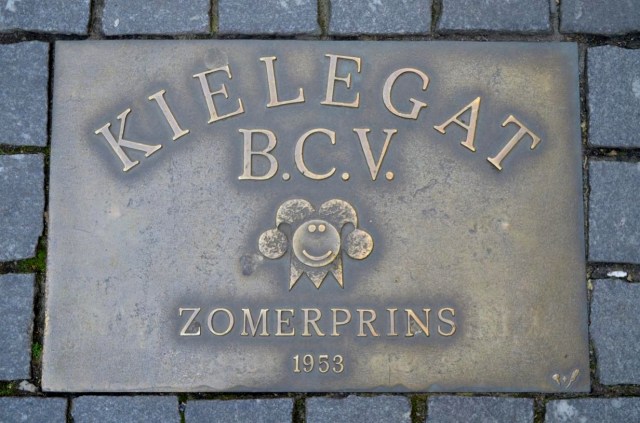 KIELEGAT
B.C.V.
ZOMERPRINS
1953